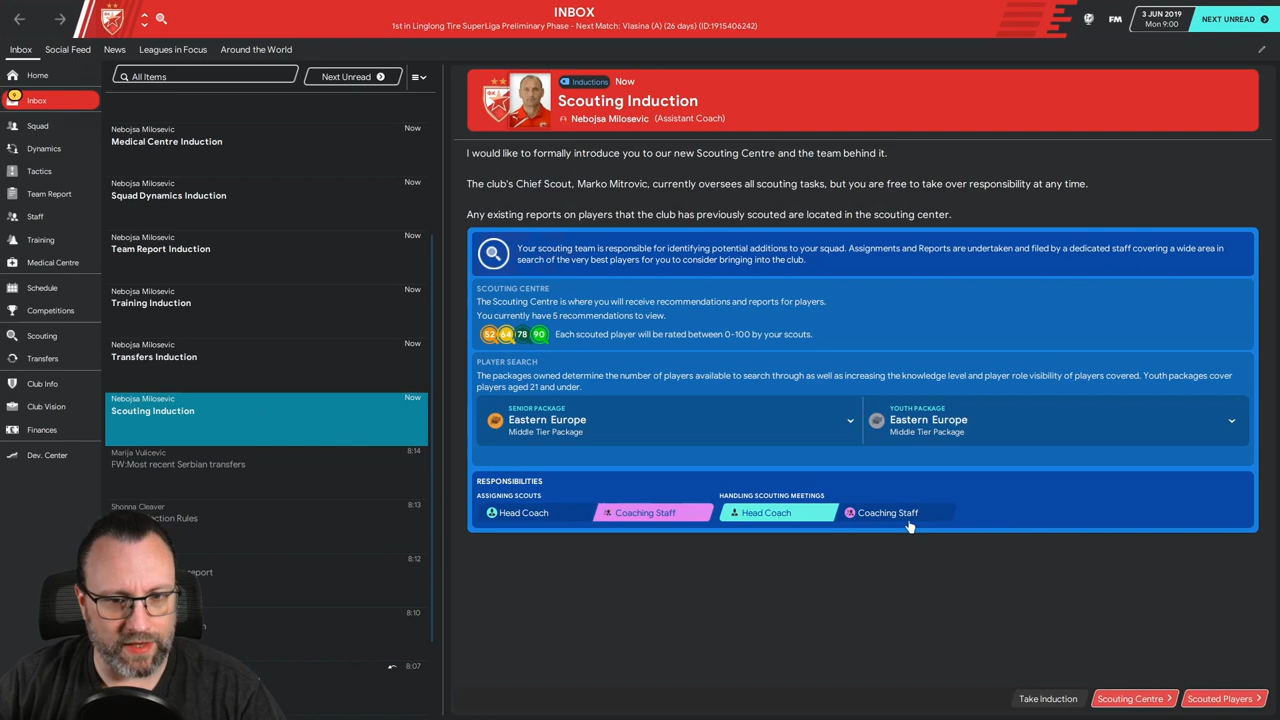 INBOX
1st in Linglong Tire SuperLiga Preliminary Phase - Next Match: Vlasina (A) (26 days) (ID:1915406242)
FM
3 JUN 2019
MON 9:00
NEXT UNREAD
Inbox
Social Feed
News
Leagues in Focus
Around the World
Home
Inbox
Squad
Dynamics
Tactics
Team Report
Staff
Training
Medical Centre
Schedule
Competitions
Scouting
Transfers
Club Info
Club Vision
Finances
Dev. Center
All Items
Next Unread
Nebojsa Milosevic
Now
Medical Centre Induction
Nebojsa Milosevic
Now
Squad Dynamics Induction
Nebojsa Milosevic
Now
Team Report Induction
Nebojsa Milosevic
Now
Training Induction
Nebojsa Milosevic
Now
Transfers Induction
Nebojsa Milosevic
Now
Scouting Induction
Marija Vulicevic
8:14
FW:Most recent Serbian transfers
Shonna Cleaver
8:13
Rules
8:12
report
8:10
8:07
Inductions
Now
Scouting Induction
Nebojsa Milosevic (Assistant Coach)
I would like to formally introduce you to our new Scouting Centre and the team behind it.
The club's Chief Scout, Marko Mitrovic, currently oversees all scouting tasks, but you are free to take over responsibility at any time.
Any existing reports on players that the club has previously scouted are located in the scouting center.
Your scouting team is responsible for identifying potential additions to your squad. Assignments and Reports are undertaken and filed by a dedicated staff covering a wide area in
search of the very best players for you to consider bringing into the club.
SCOUTING CENTRE
The Scouting Centre is where you will receive recommendations and reports for players.
You currently have 5 recommendations to view.
52 64 78 90 Each scouted player will be rated between 0-100 by your scouts.
PLAYER SEARCH
The packages owned determine the number of players available to search through as well as increasing the knowledge level and player role visibility of players covered. Youth packages cover
players aged 21 and under.
SENIOR PACKAGE
Eastern Europe
Middle Tier Package
YOUTH PACKAGE
Eastern Europe
Middle Tier Package
RESPONSIBILITIES
ASSIGNING SCOUTS
Head Coach
Coaching Staff
HANDLING SCOUTING MEETINGS
Head Coach
Coaching Staff
Take Induction
Scouting Centre
Scouted Players